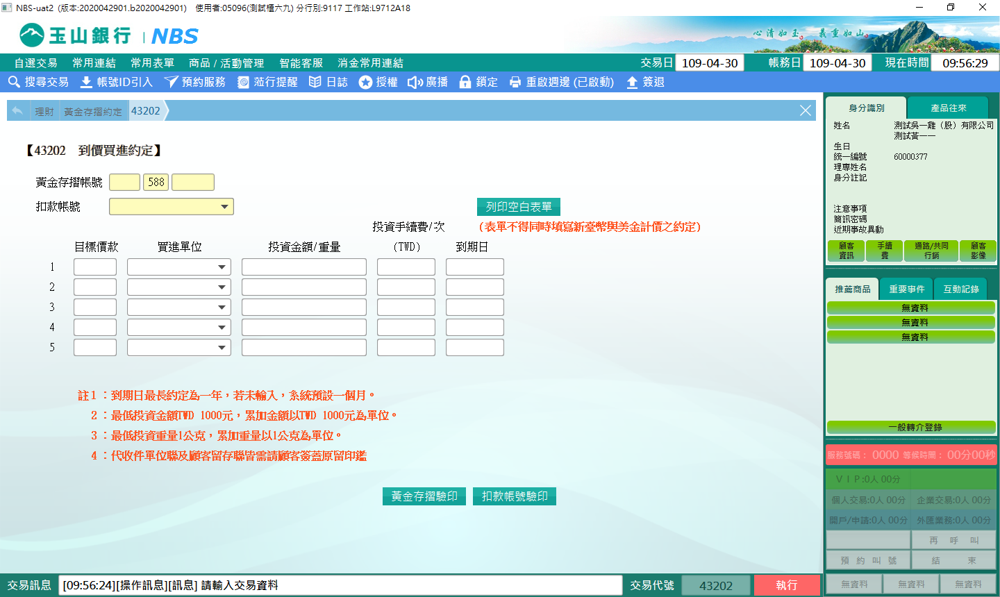 NBS-uat2 (版本:2020042901.b2020042901) 使用者:05096(測試櫃六九) 分行別:9117 工作站:L9712A18
玉山銀行 | NBS
心清如玉。義重如山。
自選交易 常用連結 常用表單 商品 / 活動管理 智能客服 消金常用連結 交易日 109-04-30 帳務日 109-04-30 現在時間 09:56:29
搜尋交易 帳號ID引入 預約服務 蒞行提醒 日誌 授權 廣播 鎖定 重啟週邊 (已啟動) 簽退
理財 黃金存摺約定 43202
【43202 到價買進約定】
黃金存摺帳號 588
扣款帳號
列印空白表單
投資手續費/次 (表單不得同時填寫新臺幣與美金計價之約定)
目標價款 買進單位 投資金額/重量 (TWD) 到期日
1
2
3
4
5
註1：到期日最長約定為一年，若未輸入，系統預設一個月。
2：最低投資金額TWD 1000元，累加金額以TWD 1000元為單位。
3：最低投資重量1公克，累加重量以1公克為單位。
4：代收件單位聯及顧客留存聯皆需請顧客簽蓋原留印鑑
黃金存摺驗印 扣款帳號驗印
交易訊息 [09:56:24][操作訊息][訊息] 請輸入交易資料 交易代號 43202 執行
身分識別 產品往來
姓名 測試吳一雞（股）有限公司
測試黃一一
生日
統一編號 60000377
理專姓名
身分註記
注意事項
簡訊密碼
近期事故異動
顧客資訊 手續費 通路/共同行銷 顧客影像
推薦商品 重要事件 互動記錄
無資料
無資料
無資料
一般轉介登錄
服務號碼： 0000 等候時間： 00分00秒
ＶＩＰ:0人 00分
個人交易:0人 00分 企業交易:0人 00分
開戶/申請:0人 00分 外匯業務:0人 00分
再 呼 叫
預 約 叫 號 結 束
無資料 無資料 無資料